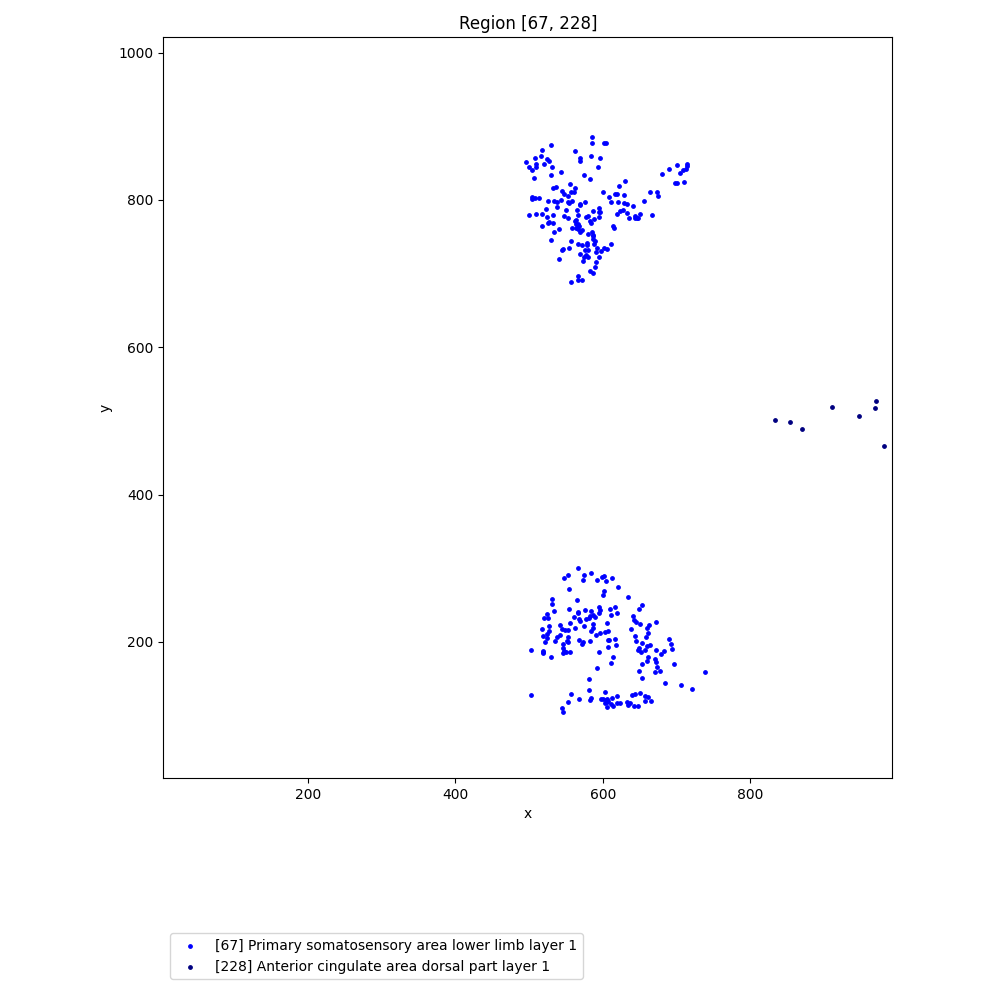 Region [67, 228]
1000
800
600
400
200
y
200
400
600
800
x
[67] Primary somatosensory area lower limb layer 1
[228] Anterior cingulate area dorsal part layer 1